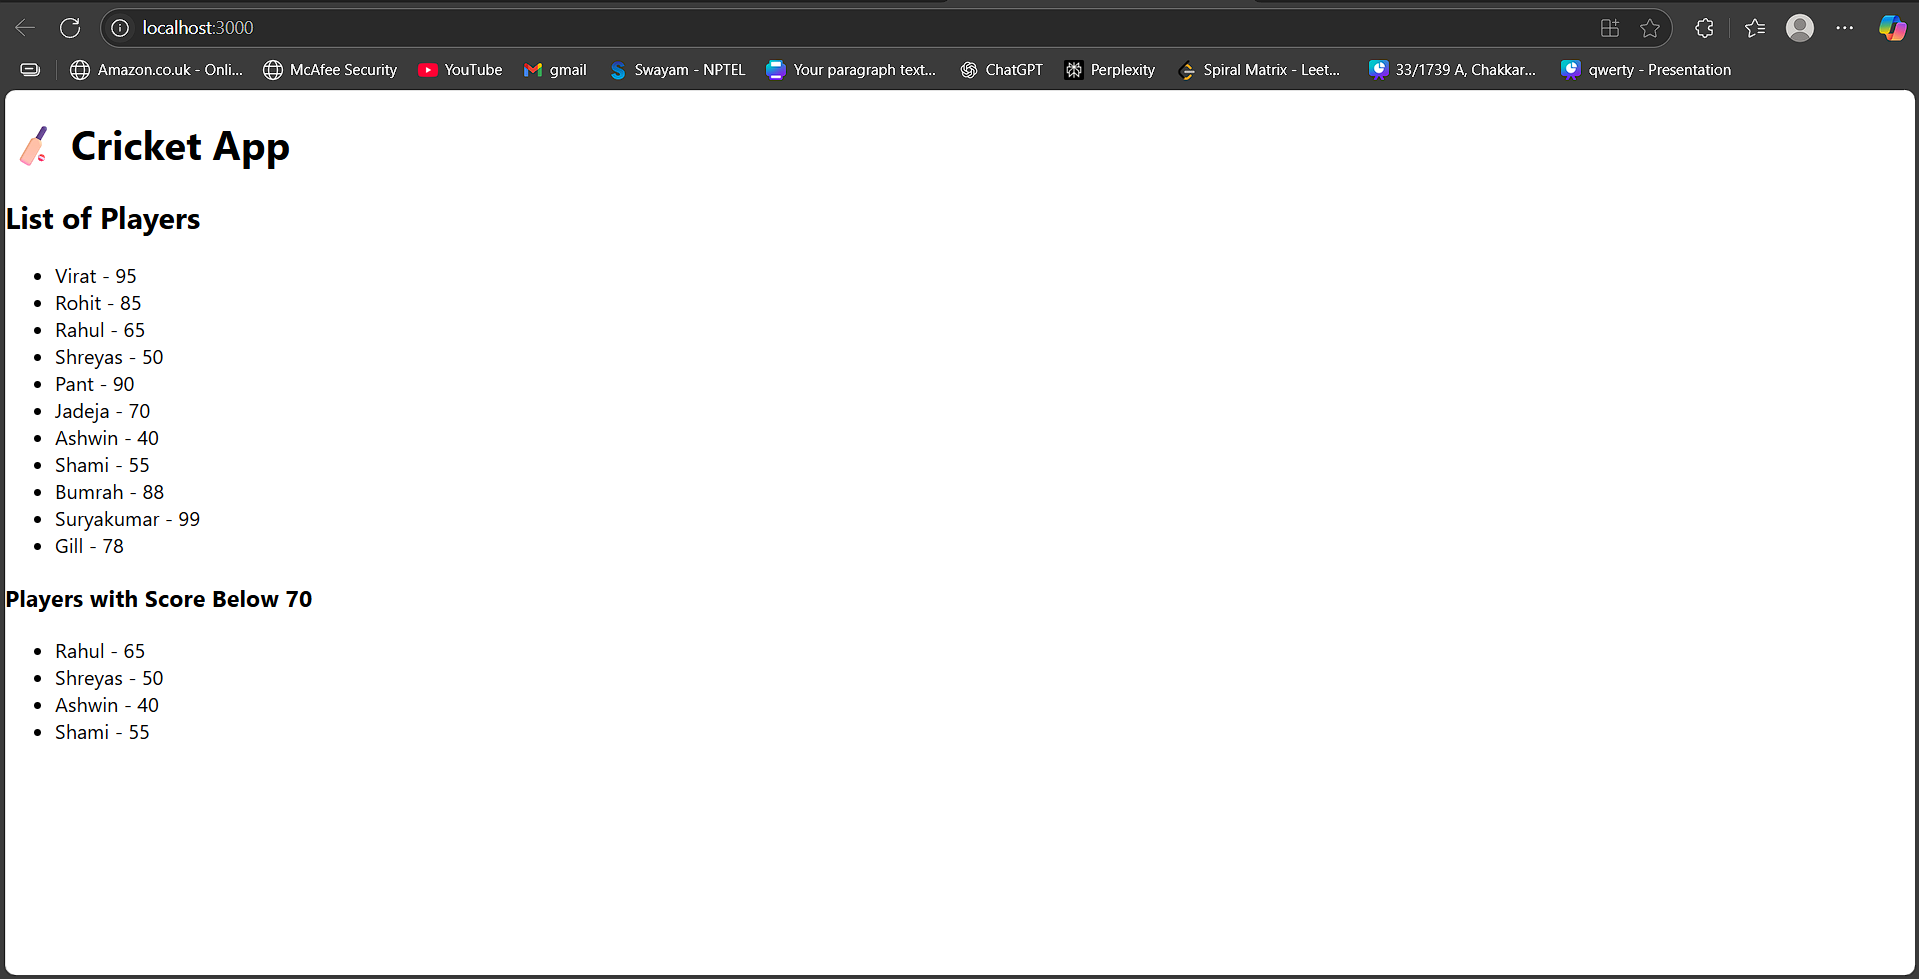 localhost:3000
Amazon.co.uk - Onli... McAfee Security YouTube gmail Swayam - NPTEL Your paragraph text... ChatGPT Perplexity Spiral Matrix - Leet... 33/1739 A, Chakkar... qwerty - Presentation
Cricket App
List of Players
Virat - 95
Rohit - 85
Rahul - 65
Shreyas - 50
Pant - 90
Jadeja - 70
Ashwin - 40
Shami - 55
Bumrah - 88
Suryakumar - 99
Gill - 78
Players with Score Below 70
Rahul - 65
Shreyas - 50
Ashwin - 40
Shami - 55